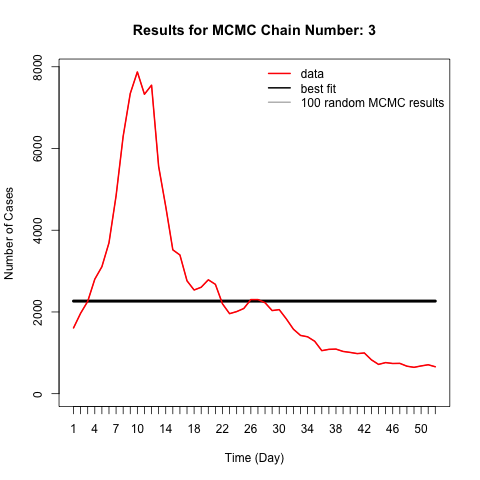 Results for MCMC Chain Number: 3
data
best fit
100 random MCMC results
Number of Cases
8000
6000
4000
2000
0
1 4 7 10 14 18 22 26 30 34 38 42 46 50
Time (Day)